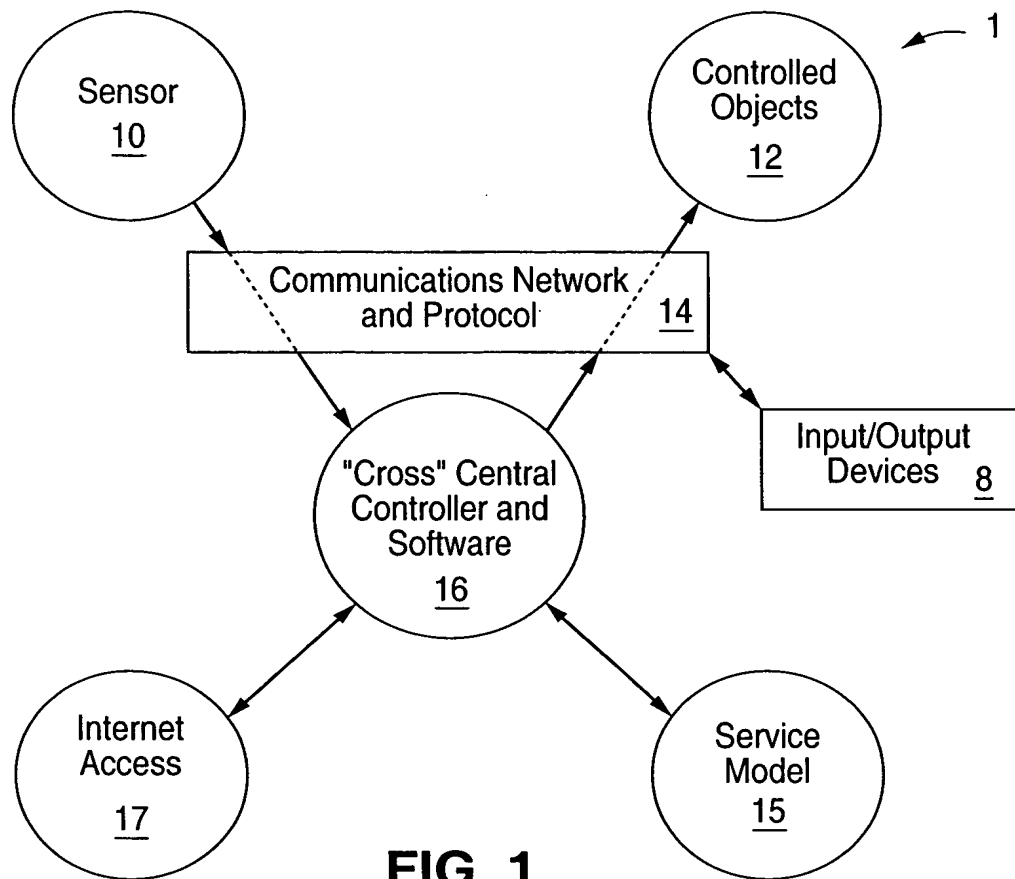 1
Sensor
10
Controlled
Objects
12
Communications Network
and Protocol
14
Input/Output
Devices
8
"Cross" Central
Controller and
Software
16
Internet
Access
17
Service
Model
15
FIG. 1